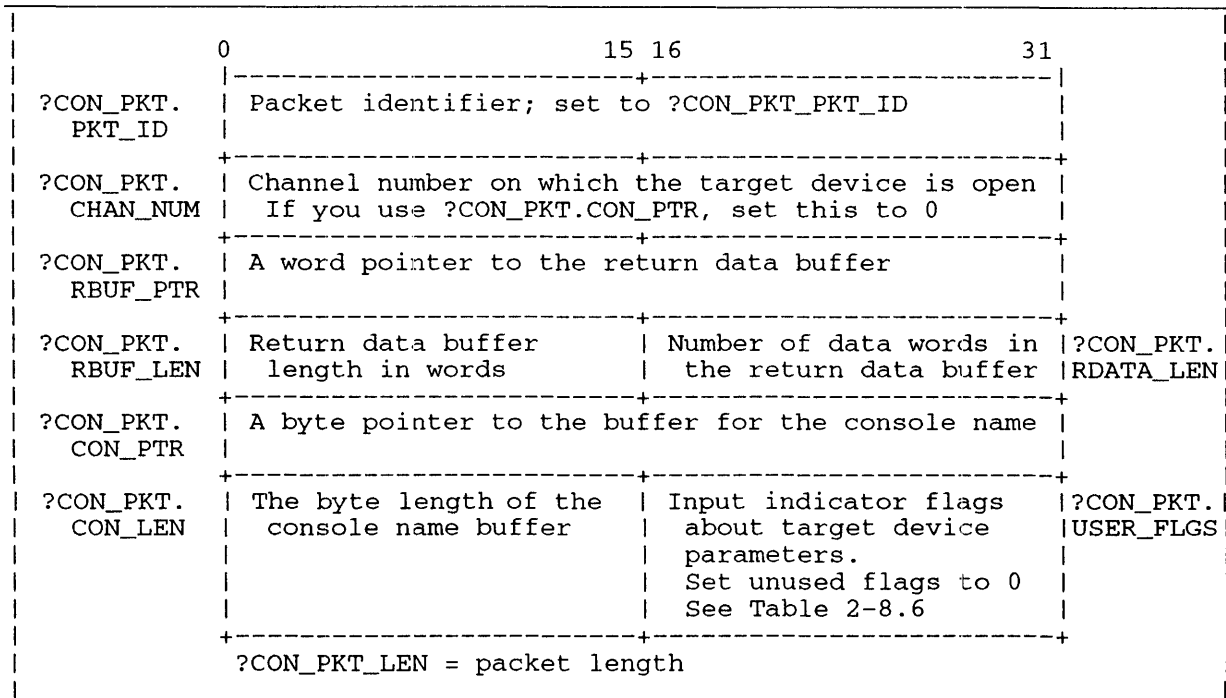 0 15 16 31
?CON_PKT. Packet identifier; set to ?CON_PKT_PKT_ID
PKT_ID
?CON_PKT. Channel number on which the target device is open
CHAN_NUM If you use ?CON_PKT.CON_PTR, set this to 0
?CON_PKT. A word pointer to the return data buffer
RBUF_PTR
?CON_PKT. Return data buffer Number of data words in ?CON_PKT.
RBUF_LEN length in words the return data buffer RDATA_LEN
?CON_PKT. A byte pointer to the buffer for the console name
CON_PTR
?CON_PKT. The byte length of the Input indicator flags ?CON_PKT.
CON_LEN console name buffer about target device USER_FLGS
parameters.
Set unused flags to 0
See Table 2-8.6
?CON_PKT_LEN = packet length